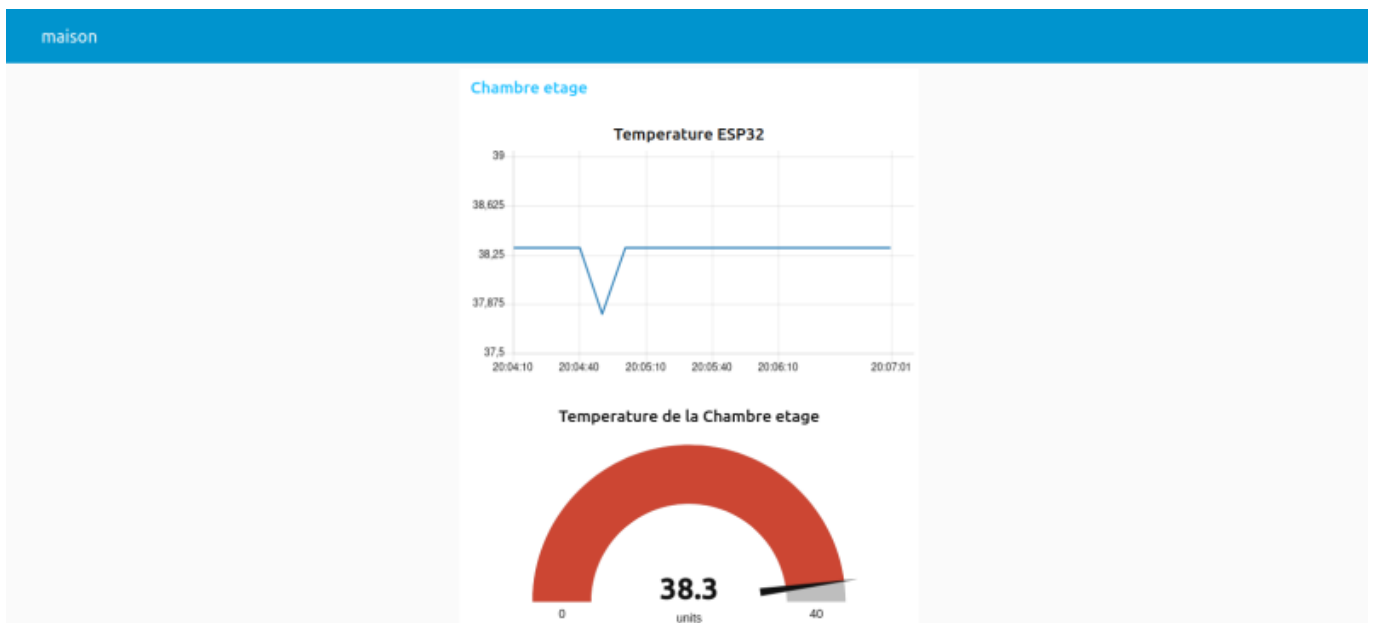 maison
Chambre etage
Temperature ESP32
39
38,625
38,25
37,875
37,5
20:04:10 20:04:40 20:05:10 20:05:40 20:06:10 20:07:01
Temperature de la Chambre etage
38.3
units
0 40